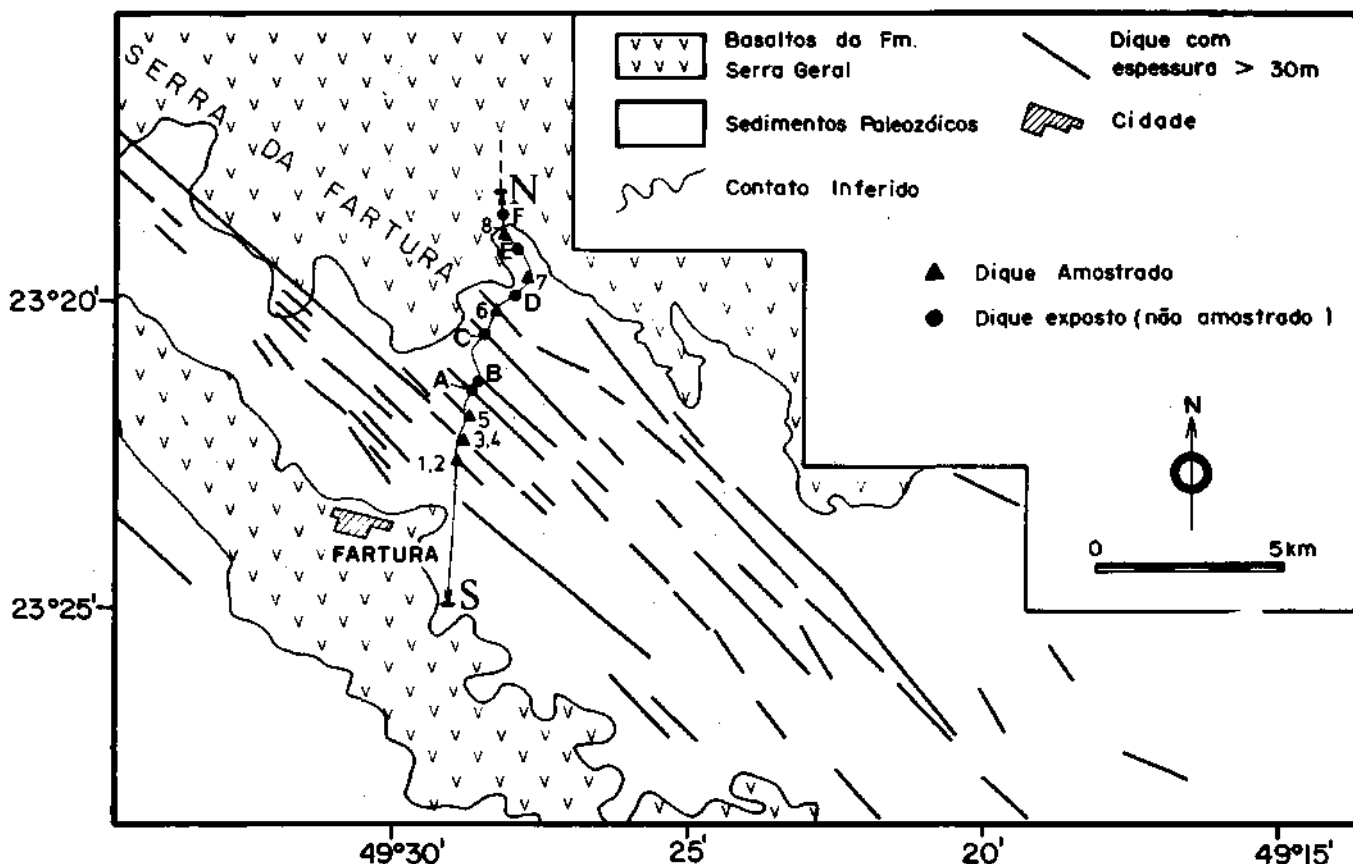 SERRA DA FARTURA
Basaltos da Fm.
Serra Geral
Sedimentos Paleozóicos
Contato Inferido
Dique com
espessura > 30m
Cidade
Dique Amostrado
Dique exposto (não amostrado)
N
F
8
E
7
D
6
C
B
A
5
3,4
1,2
S
FARTURA
N
0 5km
23°20'
23°25'
49°30' 25' 20' 49°15'